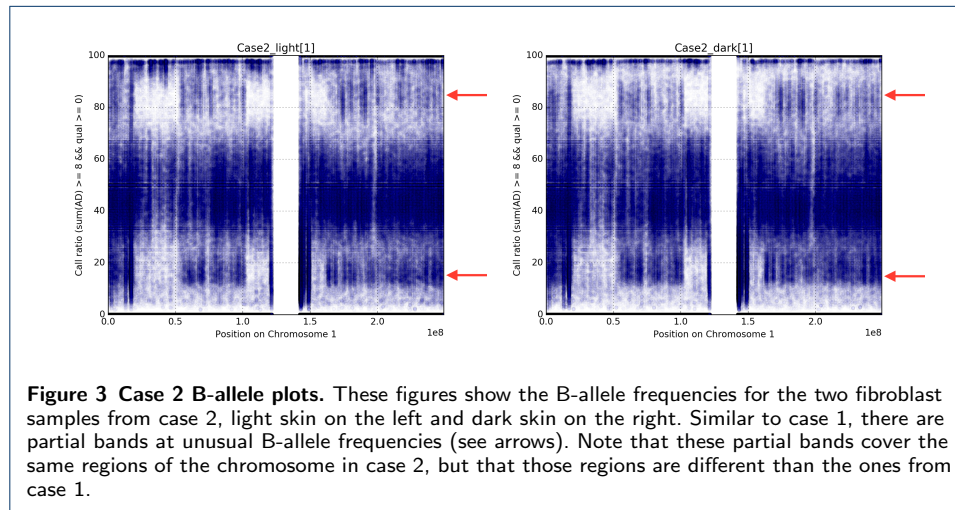 Case2_light[1]
100
80
60
40
20
0
Call ratio (sum(AD) >= 8 && qual >= 0)
0.0 0.5 1.0 1.5 2.0
1e8
Position on Chromosome 1
Case2_dark[1]
100
80
60
40
20
0
Call ratio (sum(AD) >= 8 && qual >= 0)
0.0 0.5 1.0 1.5 2.0
1e8
Position on Chromosome 1
Figure 3 Case 2 B-allele plots. These figures show the B-allele frequencies for the two fibroblast
samples from case 2, light skin on the left and dark skin on the right. Similar to case 1, there are
partial bands at unusual B-allele frequencies (see arrows). Note that these partial bands cover the
same regions of the chromosome in case 2, but that those regions are different than the ones from
case 1.